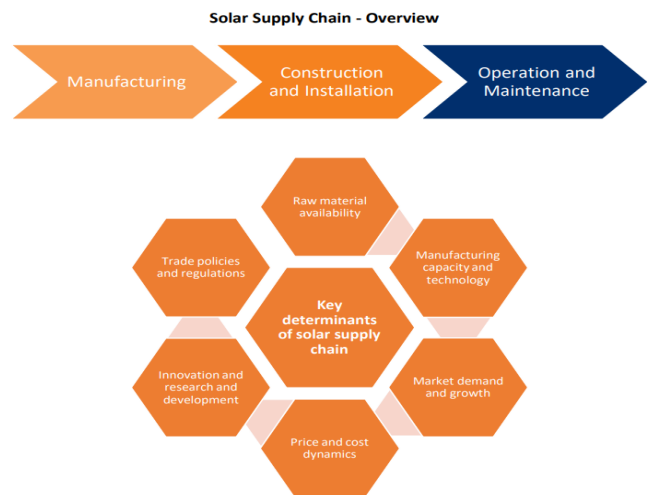 Solar Supply Chain - Overview
Manufacturing
Construction
and Installation
Operation and
Maintenance
Raw material
availability
Manufacturing
capacity and
technology
Market demand
and growth
Price and cost
dynamics
Innovation and
research and
development
Trade policies
and regulations
Key
determinants
of solar supply
chain